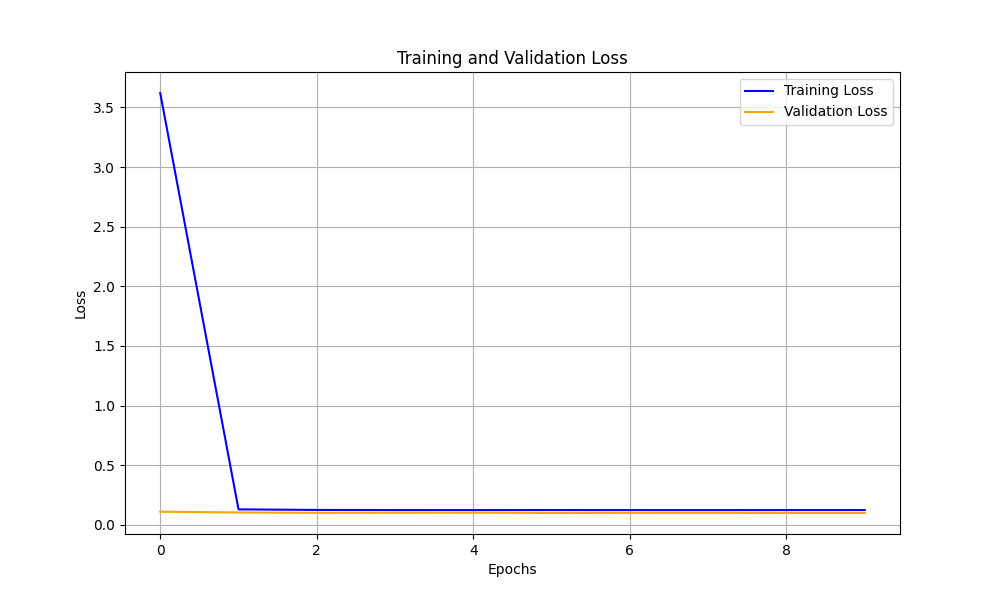 Training and Validation Loss
Training Loss
Validation Loss
3.5
3.0
2.5
2.0
1.5
1.0
0.5
0.0
Loss
0 2 4 6 8
Epochs